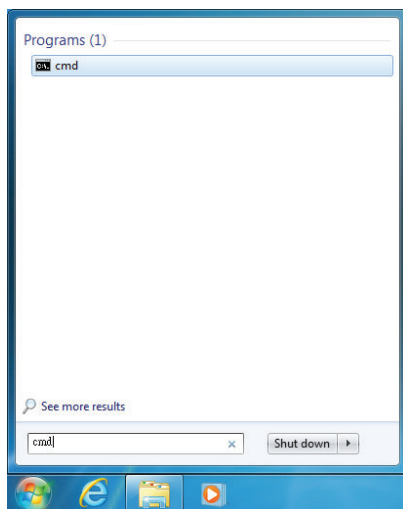 Programs (1)
C:\.
cmd
See more results
cmd
Shut down